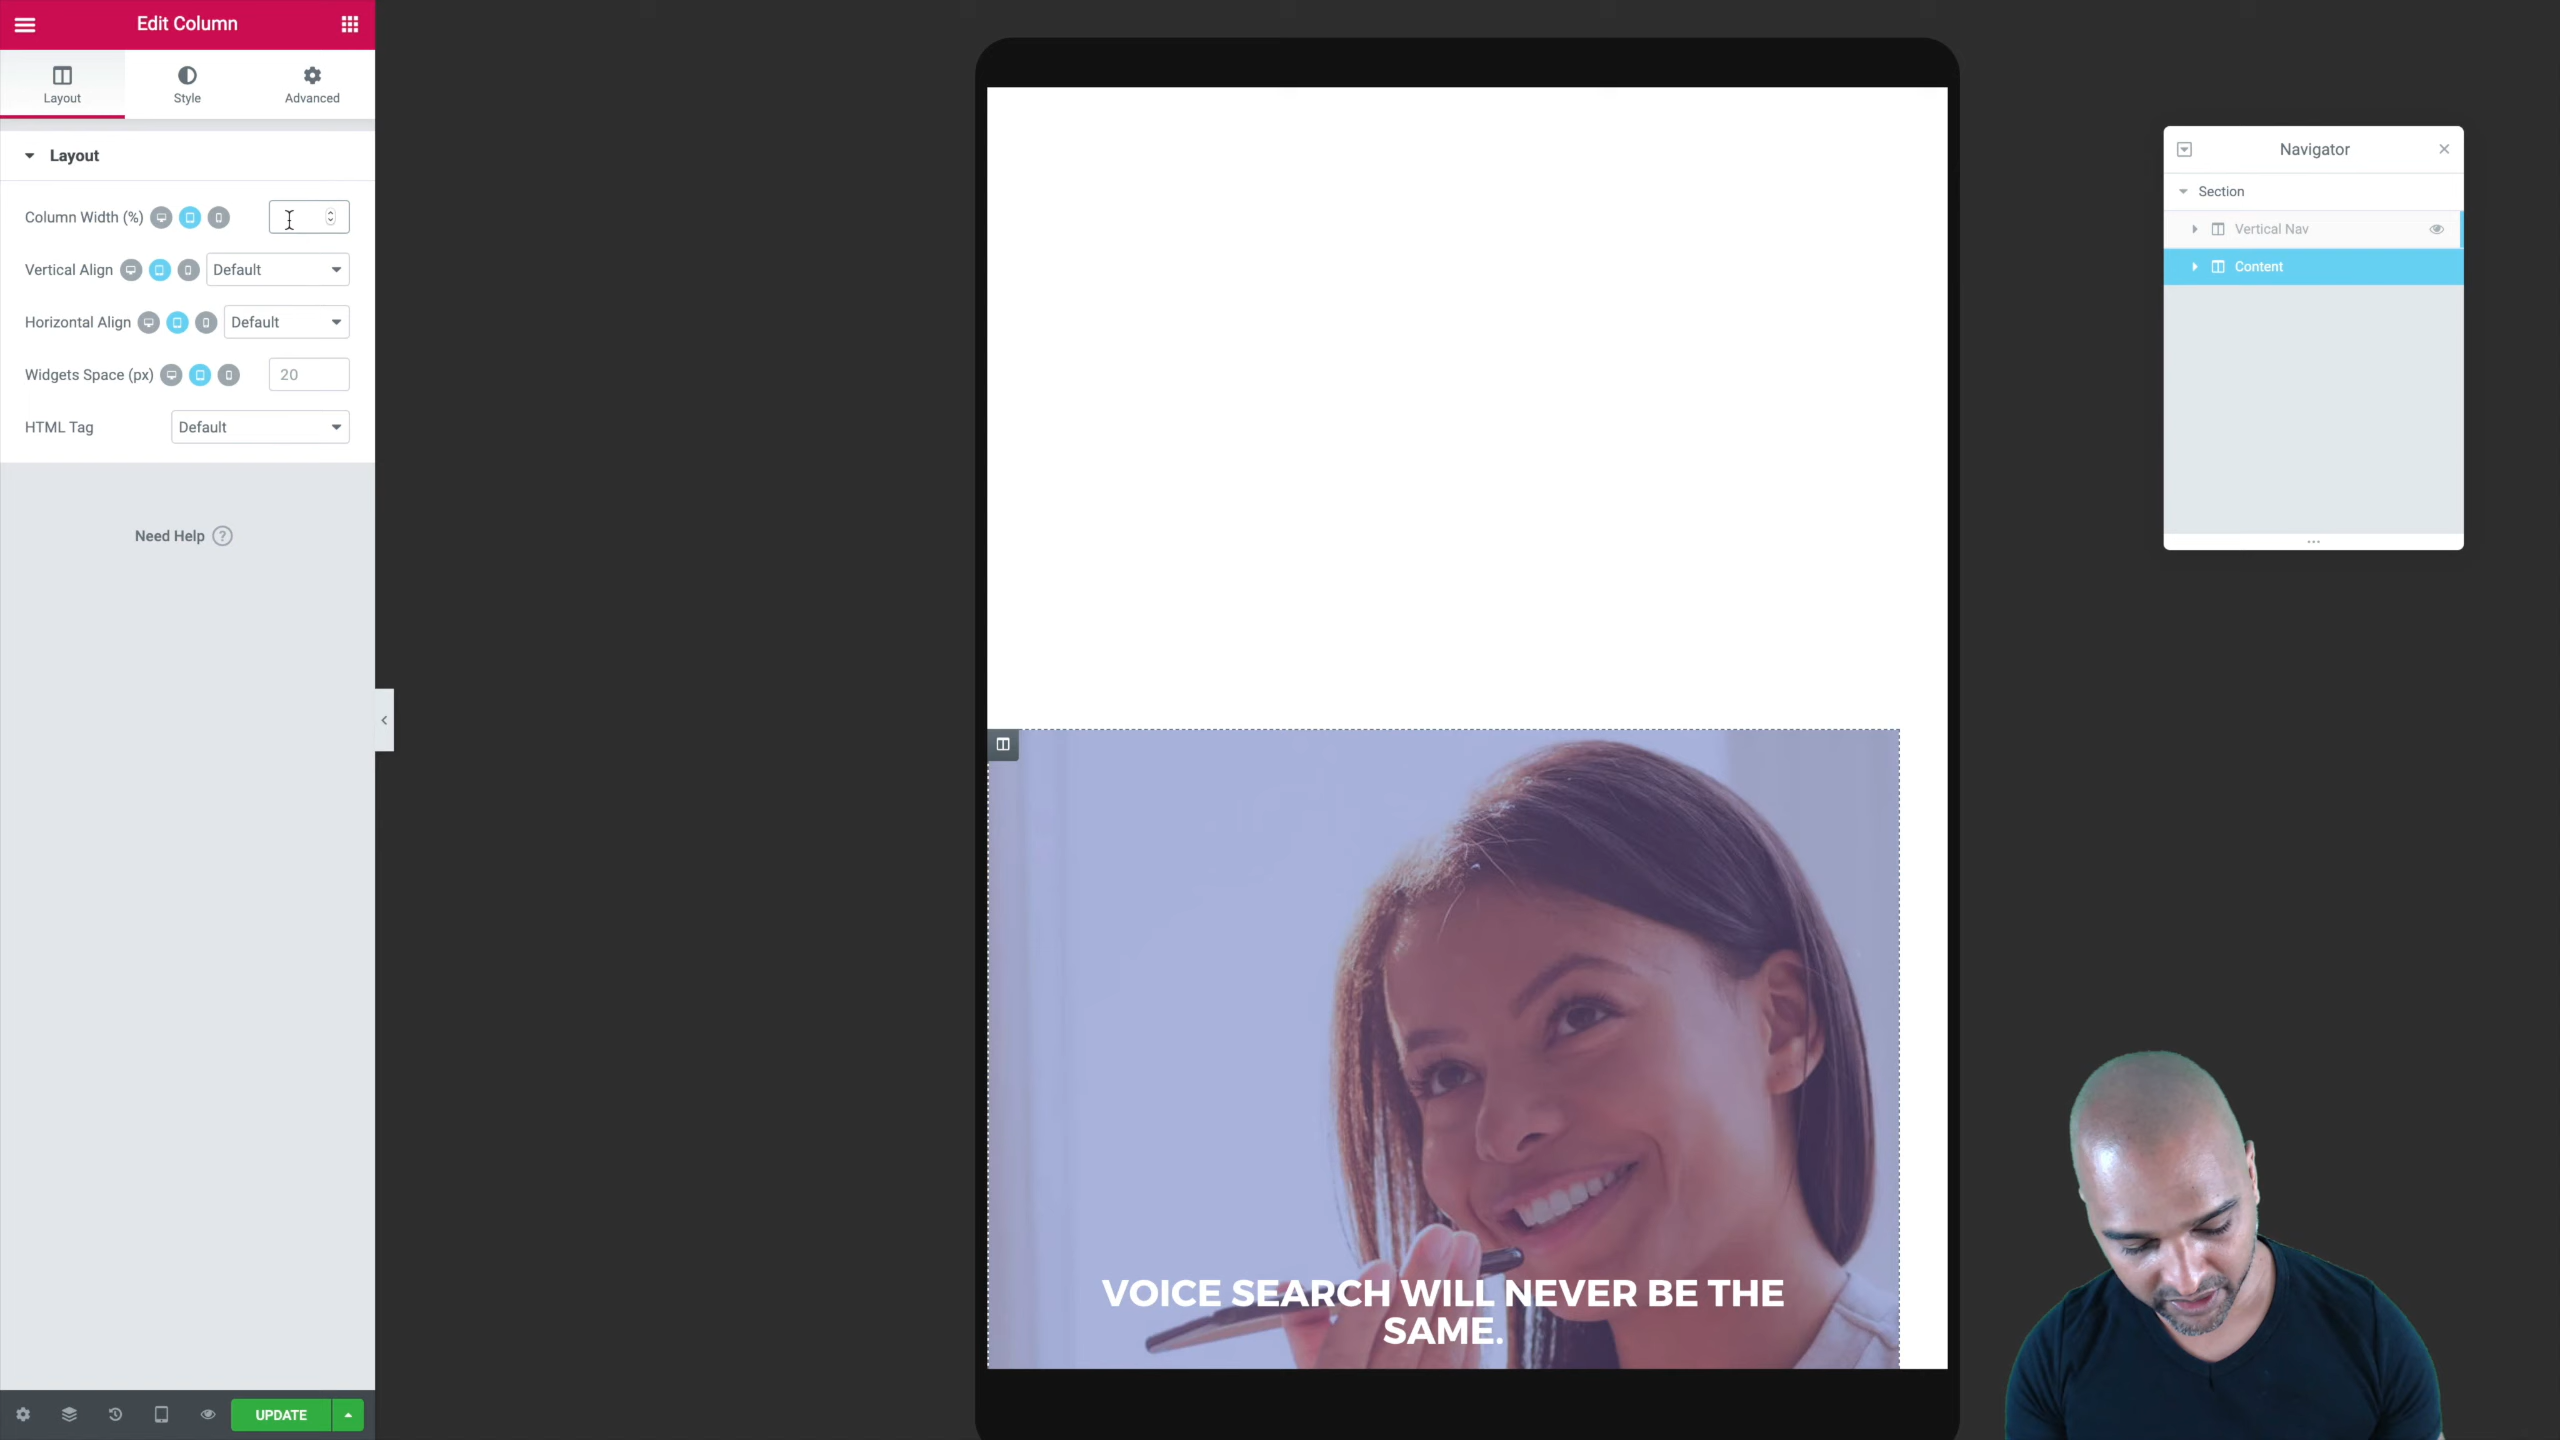 Edit Column
Layout
Style
Advanced
Layout
Column Width (%)
Vertical Align
Default
Horizontal Align
Default
Widgets Space (px)
20
HTML Tag
Default
Need Help ?
UPDATE
Navigator
Section
Vertical Nav
Content
VOICE SEARCH WILL NEVER BE THE
SAME.